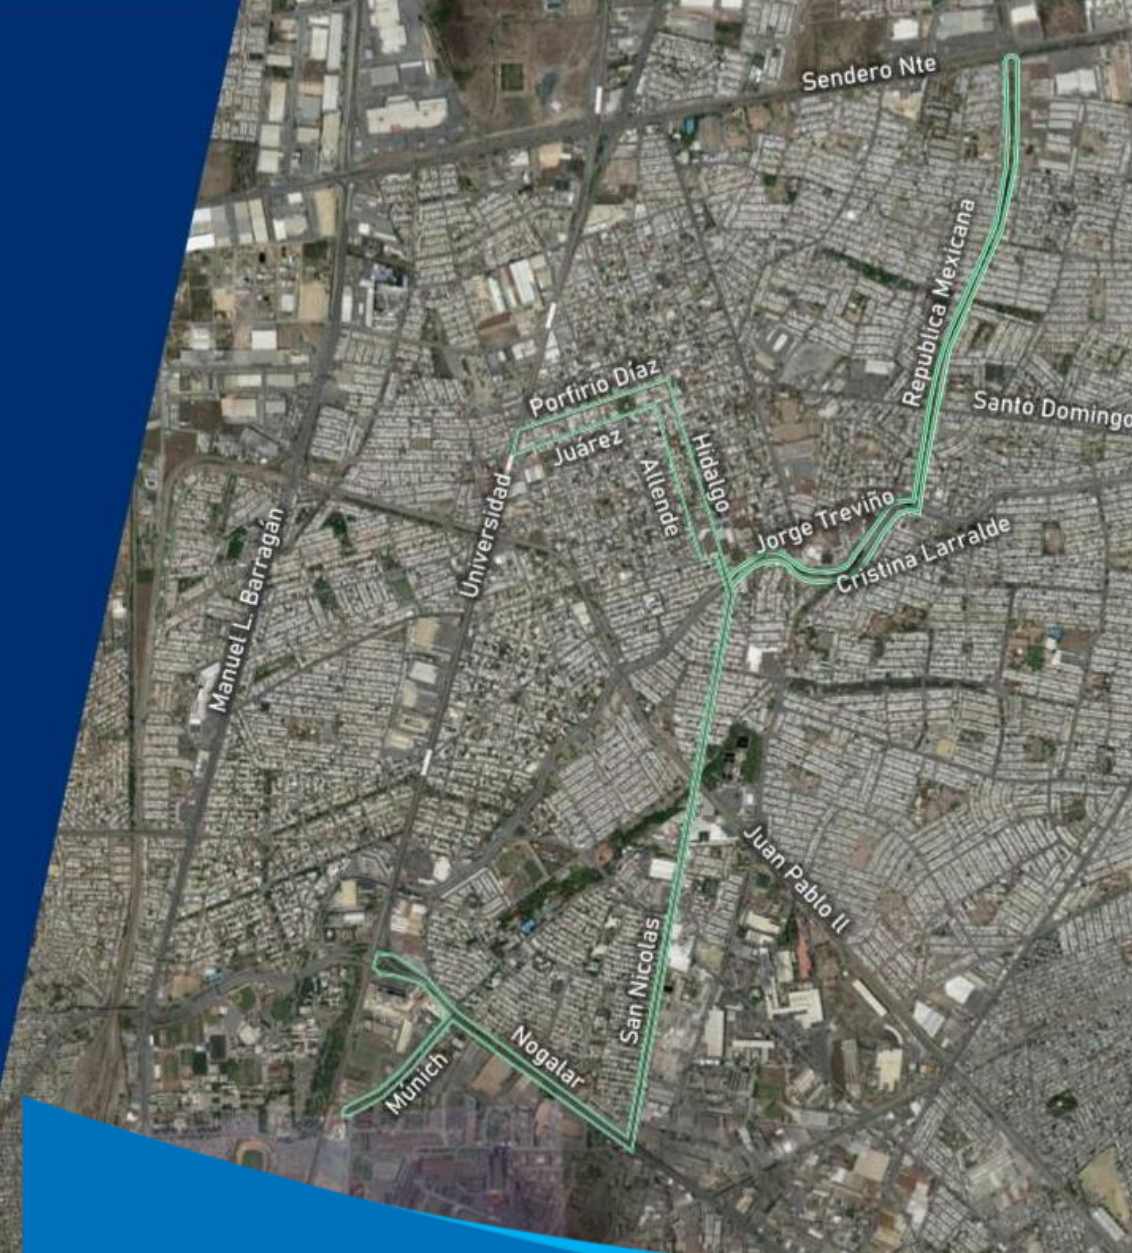 Sendero Nte
Republica Mexicana
Porfirio Díaz
Santo Domingo
Juárez
Hidalgo
Allende
Universidad
Jorge Treviño
Cristina Larralde
Manuel L. Barragán
Juan Pablo II
San Nicolas
Nogalar
Múnich